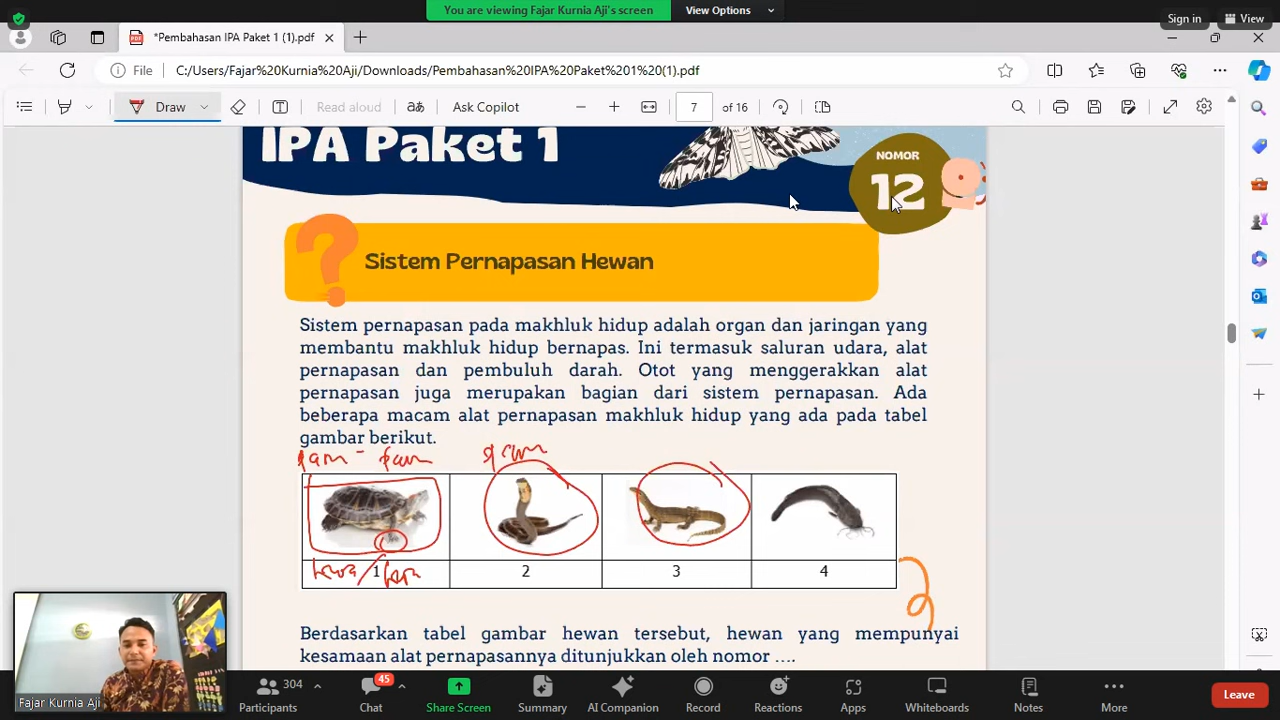 You are viewing Fajar Kurnia Aji's screen
View Options
Sign in
View
*Pembahasan IPA Paket 1 (1).pdf
File
C:/Users/Fajar%20Kurnia%20Aji/Downloads/Pembahasan%20IPA%20Paket%201%20(1).pdf
Draw
Read aloud
aあ
Ask Copilot
7
of 16
IPA Paket 1
NOMOR
12
?
Sistem Pernapasan Hewan
Sistem pernapasan pada makhluk hidup adalah organ dan jaringan yang
membantu makhluk hidup bernapas. Ini termasuk saluran udara, alat
pernapasan dan pembuluh darah. Otot yang menggerakkan alat
pernapasan juga merupakan bagian dari sistem pernapasan. Ada
beberapa macam alat pernapasan makhluk hidup yang ada pada tabel
gambar berikut.
1
2
3
4
Berdasarkan tabel gambar hewan tersebut, hewan yang mempunyai
kesamaan alat pernapasannya ditunjukkan oleh nomor ....
Fajar Kurnia Aji
304
Participants
45
Chat
Share Screen
Summary
AI Companion
Record
Reactions
Apps
Whiteboards
Notes
More
Leave